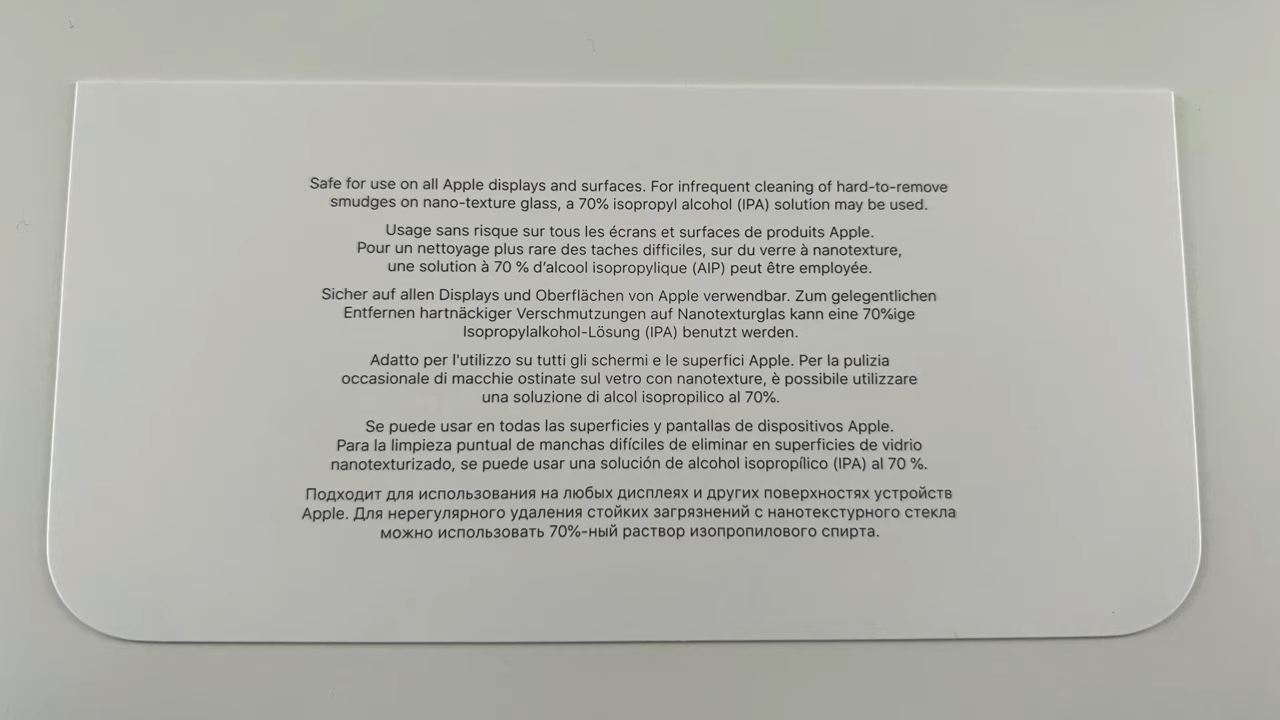 Safe for use on all Apple displays and surfaces. For infrequent cleaning of hard-to-remove
smudges on nano-texture glass, a 70% isopropyl alcohol (IPA) solution may be used.
Usage sans risque sur tous les écrans et surfaces de produits Apple.
Pour un nettoyage plus rare des taches difficiles, sur du verre à nanotexture,
une solution à 70 % d’alcool isopropylique (AIP) peut être employée.
Sicher auf allen Displays und Oberflächen von Apple verwendbar. Zum gelegentlichen
Entfernen hartnäckiger Verschmutzungen auf Nanotexturglas kann eine 70%ige
Isopropylalkohol-Lösung (IPA) benutzt werden.
Adatto per l'utilizzo su tutti gli schermi e le superfici Apple. Per la pulizia
occasionale di macchie ostinate sul vetro con nanotexture, è possibile utilizzare
una soluzione di alcol isopropilico al 70%.
Se puede usar en todas las superficies y pantallas de dispositivos Apple.
Para la limpieza puntual de manchas difíciles de eliminar en superficies de vidrio
nanotexturizado, se puede usar una solución de alcohol isopropílico (IPA) al 70 %.
Подходит для использования на любых дисплеях и других поверхностях устройств
Apple. Для нерегулярного удаления стойких загрязнений с нанотекстурного стекла
можно использовать 70%-ный раствор изопропилового спирта.